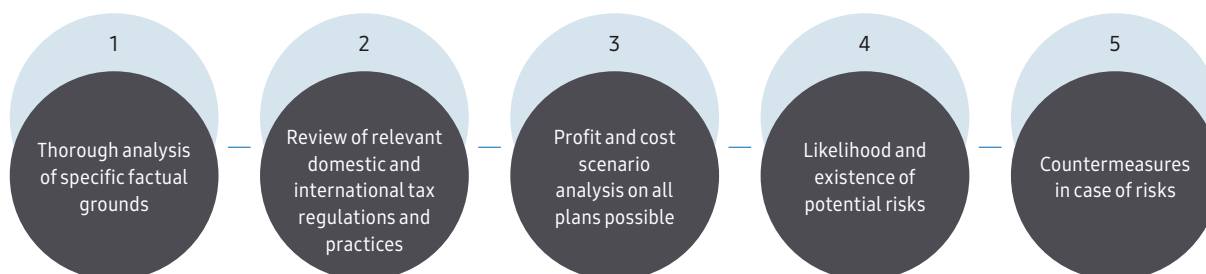 1
Thorough analysis
of specific factual
grounds
2
Review of relevant
domestic and
international tax
regulations and
practices
3
Profit and cost
scenario
analysis on all
plans possible
4
Likelihood and
existence of
potential risks
5
Countermeasures
in case of risks